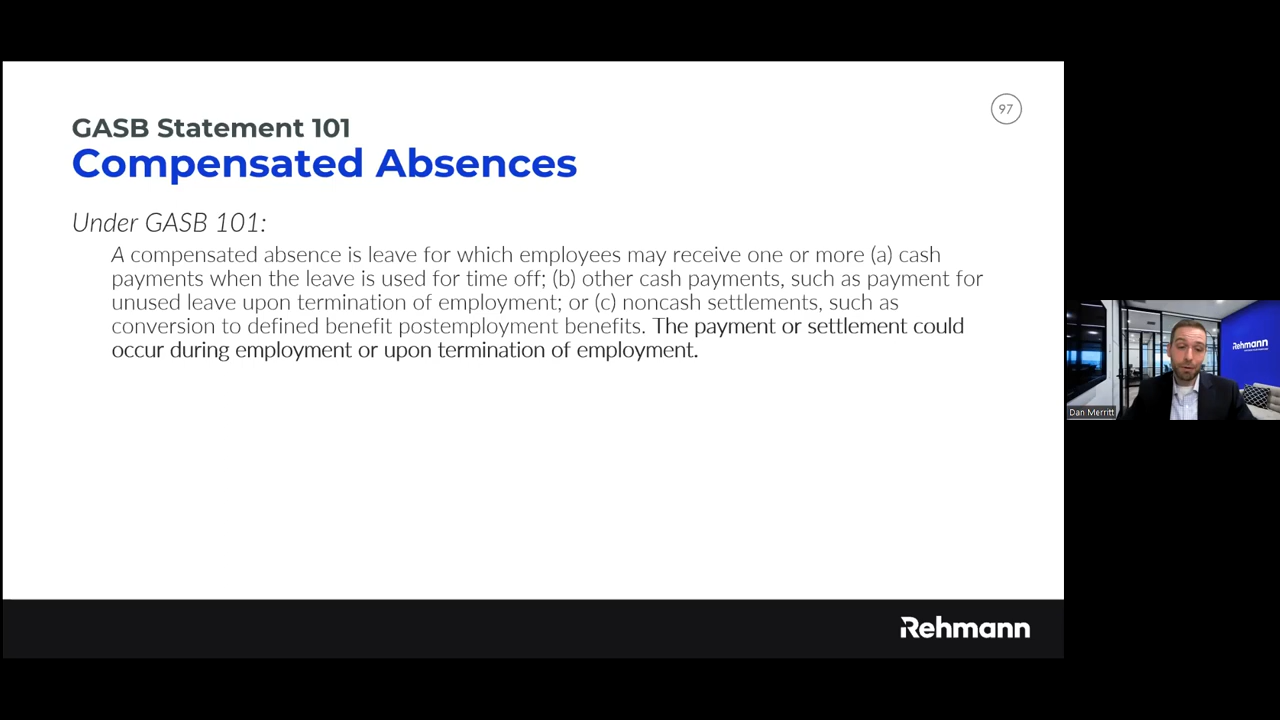 97
GASB Statement 101
Compensated Absences
Under GASB 101:
A compensated absence is leave for which employees may receive one or more (a) cash
payments when the leave is used for time off; (b) other cash payments, such as payment for
unused leave upon termination of employment; or (c) noncash settlements, such as
conversion to defined benefit postemployment benefits. The payment or settlement could
occur during employment or upon termination of employment.
Rehmann
Rehmann
Dan Merritt